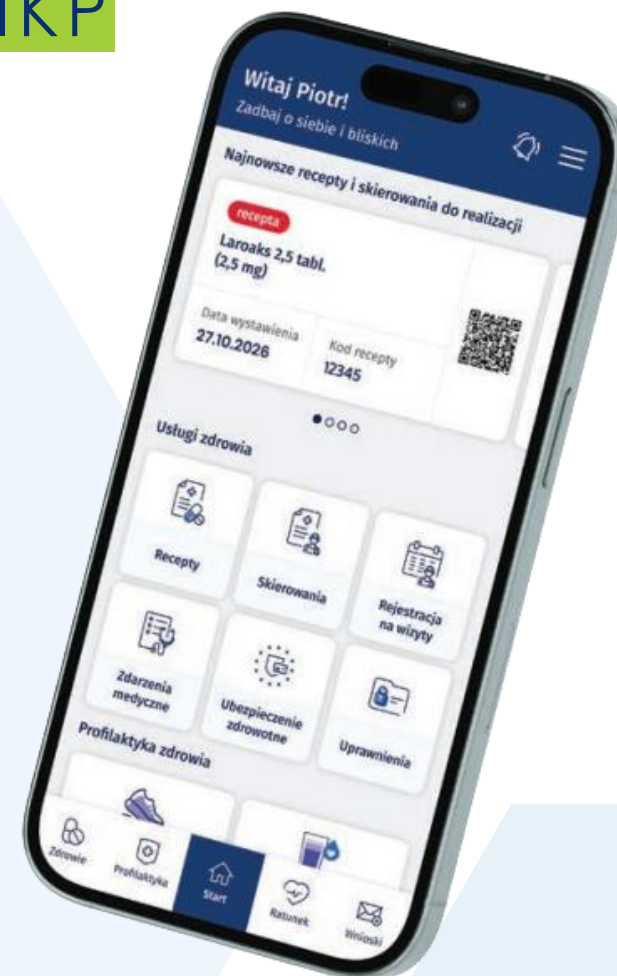 IKP
Witaj Piotr!
Zadbaj o siebie i bliskich
Najnowsze recepty i skierowania do realizacji
recepta
Laroaks 2,5 tabl.
(2,5 mg)
Data wystawienia
27.10.2026
Kod recepty
12345
Usługi zdrowia
Recepty
Skierowania
Rejestracja
na wizyty
Zdarzenia
medyczne
Ubezpieczenie
zdrowotne
Uprawnienia
Profilaktyka zdrowia
Zdrowie
Profilaktyka
Start
Ratunek
Wnioski